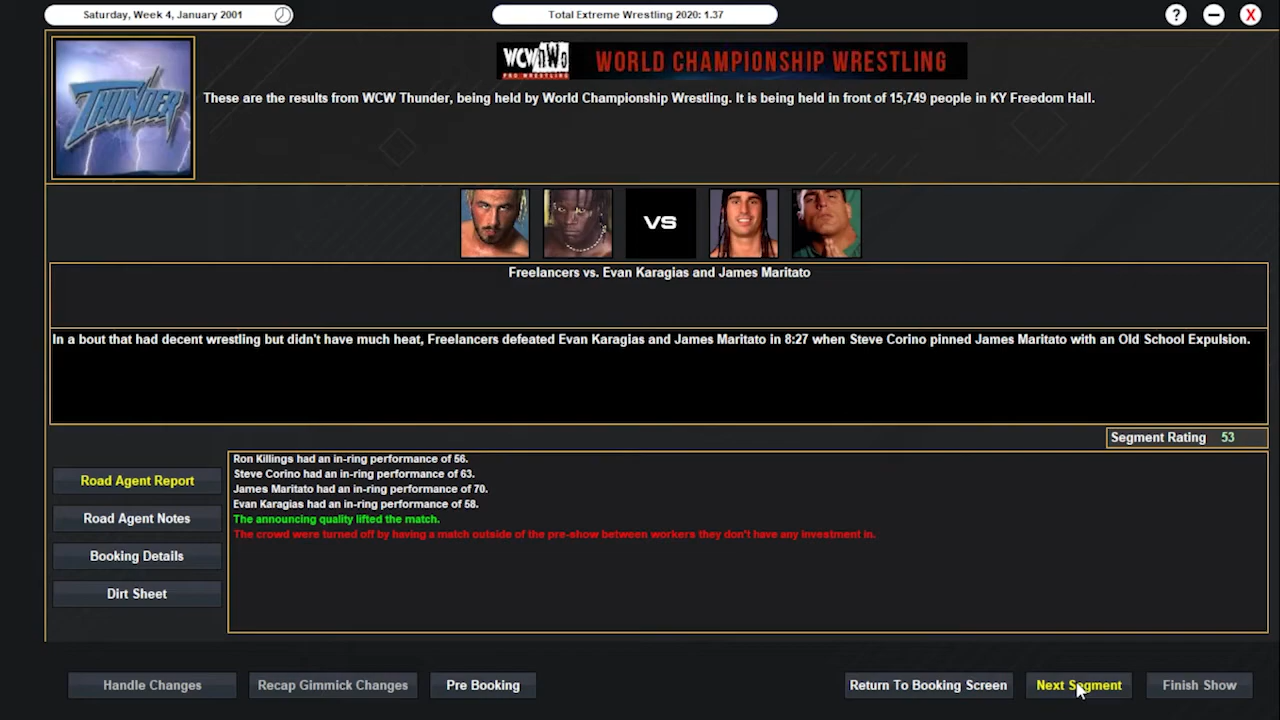 Saturday, Week 4, January 2001
Total Extreme Wrestling 2020: 1.37
?
X
THUNDER
WCW/nWo
PRO WRESTLING
WORLD CHAMPIONSHIP WRESTLING
These are the results from WCW Thunder, being held by World Championship Wrestling. It is being held in front of 15,749 people in KY Freedom Hall.
VS
Freelancers vs. Evan Karagias and James Maritato
In a bout that had decent wrestling but didn't have much heat, Freelancers defeated Evan Karagias and James Maritato in 8:27 when Steve Corino pinned James Maritato with an Old School Expulsion.
Segment Rating 53
Road Agent Report
Road Agent Notes
Booking Details
Dirt Sheet
Ron Killings had an in-ring performance of 56.
Steve Corino had an in-ring performance of 63.
James Maritato had an in-ring performance of 70.
Evan Karagias had an in-ring performance of 58.
The announcing quality lifted the match.
The crowd were turned off by having a match outside of the pre-show between workers they don't have any investment in.
Handle Changes
Recap Gimmick Changes
Pre Booking
Return To Booking Screen
Next Segment
Finish Show